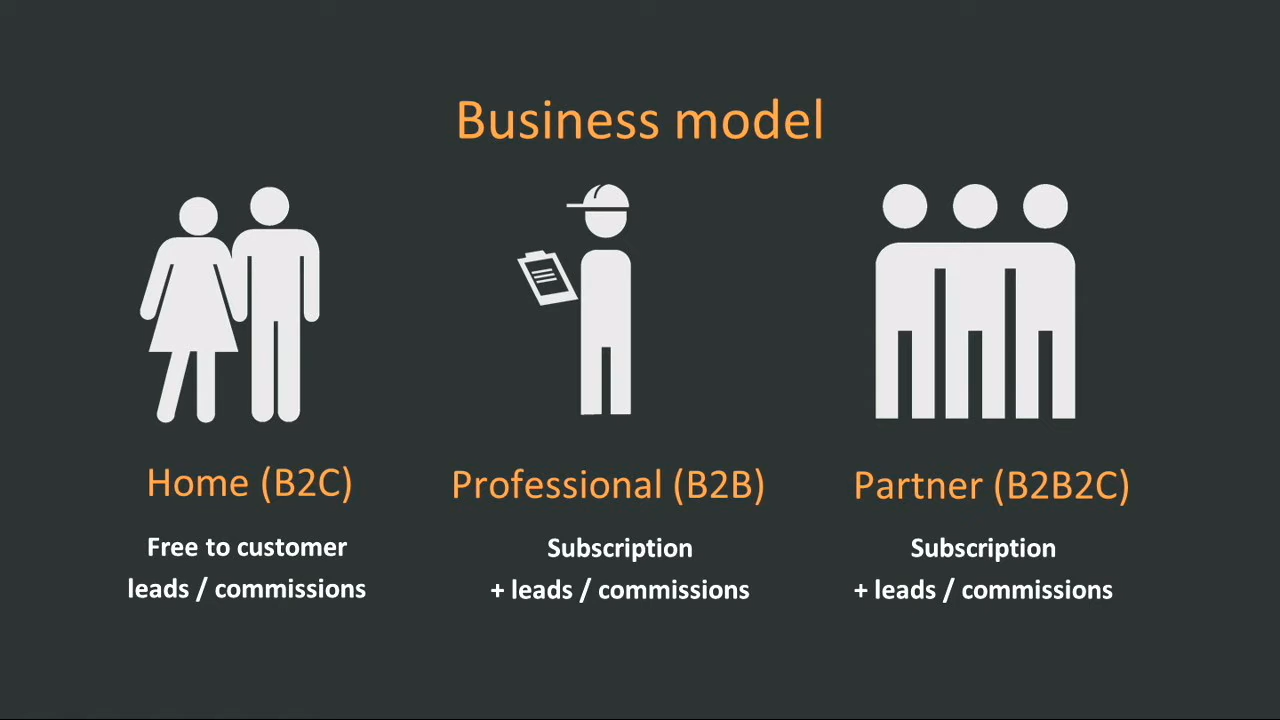 Business model
Home (B2C)
Free to customer
leads / commissions
Professional (B2B)
Subscription
+ leads / commissions
Partner (B2B2C)
Subscription
+ leads / commissions